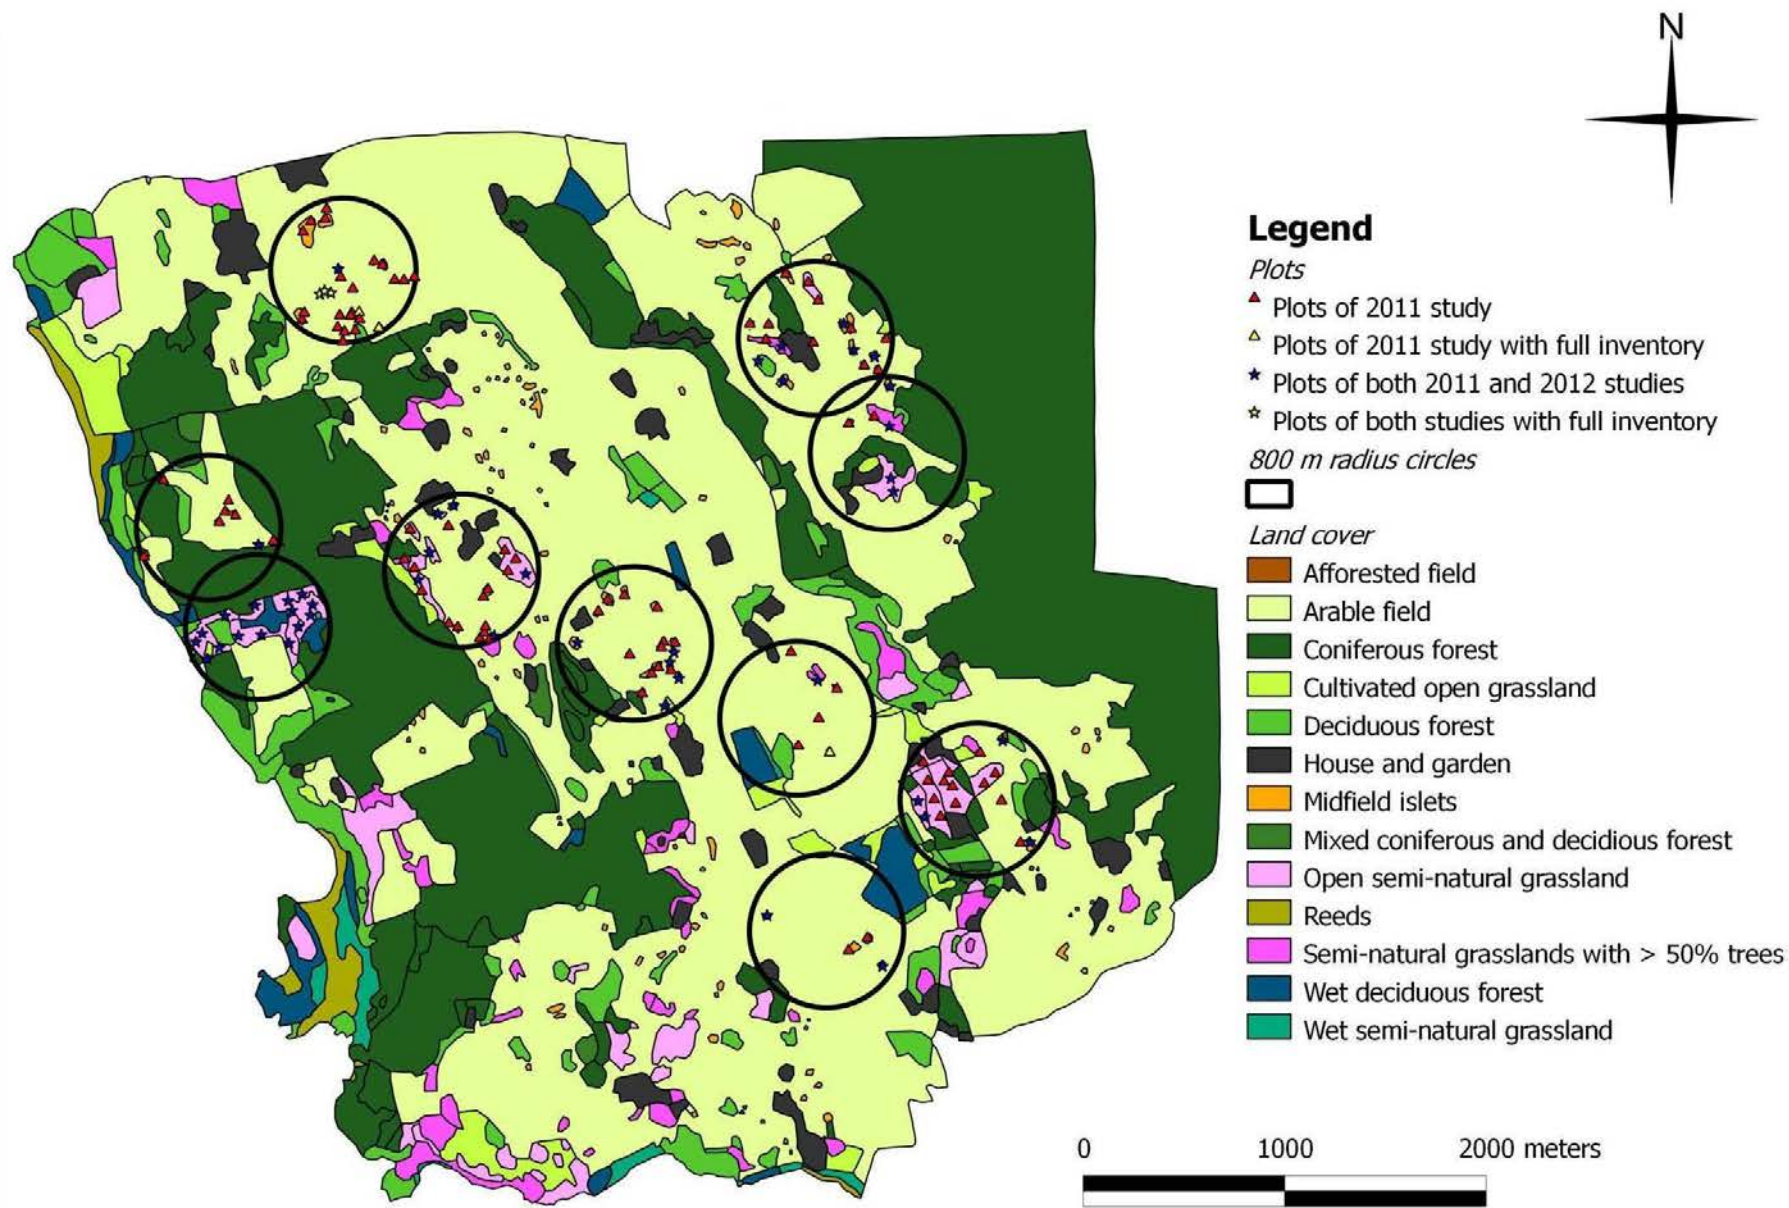 N
Legend
Plots
Plots of 2011 study
Plots of 2011 study with full inventory
Plots of both 2011 and 2012 studies
Plots of both studies with full inventory
800 m radius circles
Land cover
Afforested field
Arable field
Coniferous forest
Cultivated open grassland
Deciduous forest
House and garden
Midfield islets
Mixed coniferous and decidious forest
Open semi-natural grassland
Reeds
Semi-natural grasslands with > 50% trees
Wet deciduous forest
Wet semi-natural grassland
0 1000 2000 meters